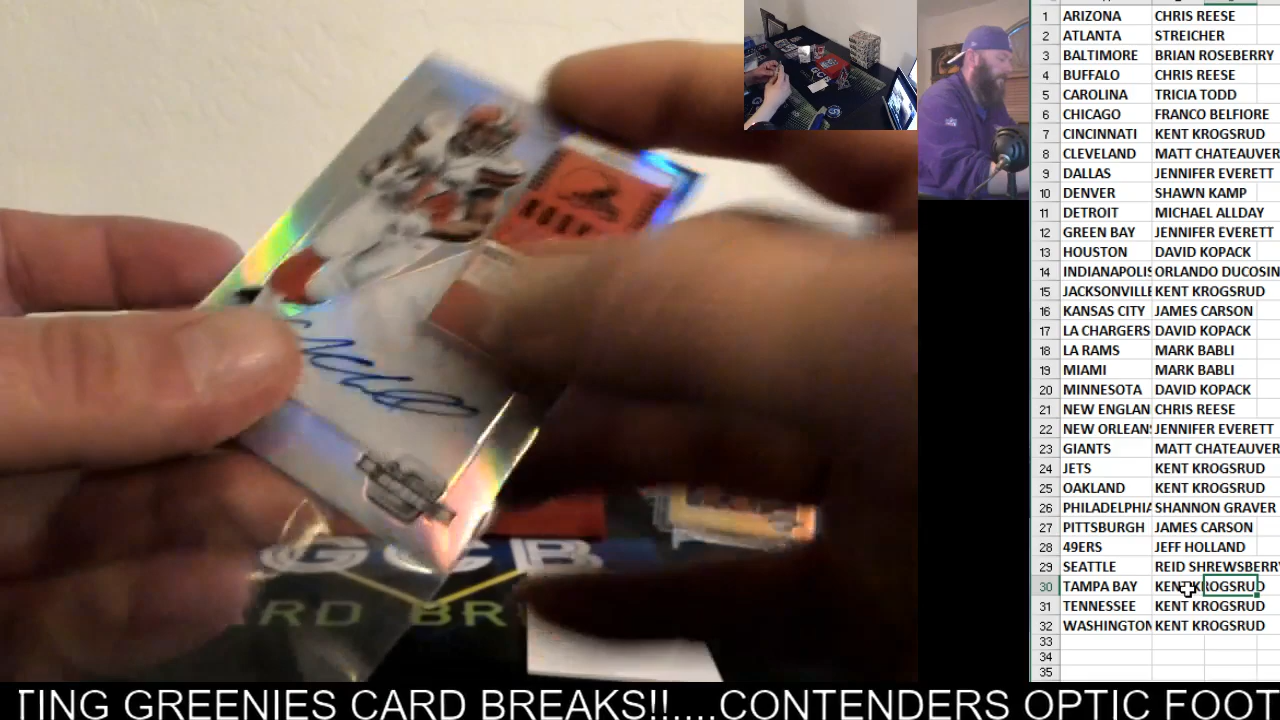 1 ARIZONA CHRIS REESE
2 ATLANTA STREICHER
3 BALTIMORE BRIAN ROSEBERRY
4 BUFFALO CHRIS REESE
5 CAROLINA TRICIA TODD
6 CHICAGO FRANCO BELFIORE
7 CINCINNATI KENT KROGSRUD
8 CLEVELAND MATT CHATEAUVER
9 DALLAS JENNIFER EVERETT
10 DENVER SHAWN KAMP
11 DETROIT MICHAEL ALLDAY
12 GREEN BAY JENNIFER EVERETT
13 HOUSTON DAVID KOPACK
14 INDIANAPOLIS ORLANDO DUCOSIN
15 JACKSONVILLE KENT KROGSRUD
16 KANSAS CITY JAMES CARSON
17 LA CHARGERS DAVID KOPACK
18 LA RAMS MARK BABLI
19 MIAMI MARK BABLI
20 MINNESOTA DAVID KOPACK
21 NEW ENGLAN CHRIS REESE
22 NEW ORLEANS JENNIFER EVERETT
23 GIANTS MATT CHATEAUVER
24 JETS KENT KROGSRUD
25 OAKLAND KENT KROGSRUD
26 PHILADELPHIA SHANNON GRAVER
27 PITTSBURGH JAMES CARSON
28 49ERS JEFF HOLLAND
29 SEATTLE REID SHREWSBERRY
30 TAMPA BAY KENT KROGSRUD
31 TENNESSEE KENT KROGSRUD
32 WASHINGTON KENT KROGSRUD
33
34
35
GCB
ARD BR
TING GREENIES CARD BREAKS!!....CONTENDERS OPTIC FOOT